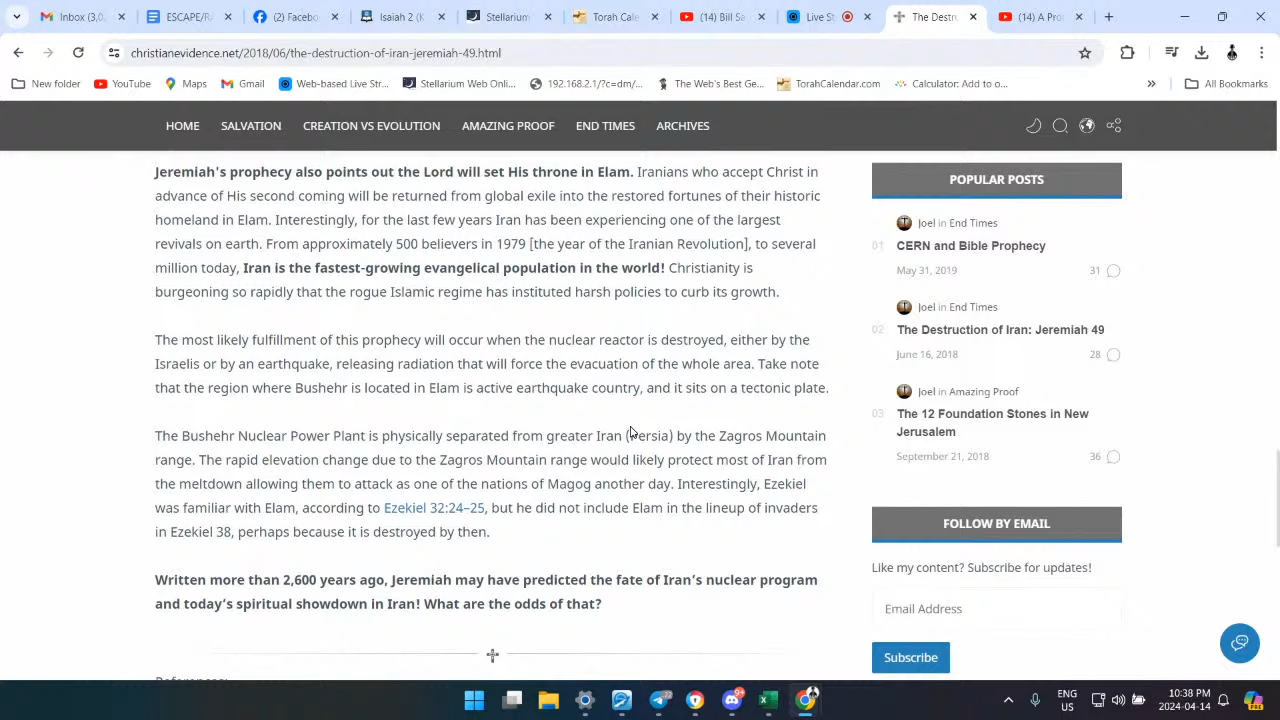 Inbox (3,0
ESCAPE/RA
(2) Faceboo
Isaiah 2 (K
Stellarium
Torah Cale
(14) Bill Sa
Live St
The Destr
(14) A Pro
christianevidence.net/2018/06/the-destruction-of-iran-jeremiah-49.html
New folder
YouTube
Maps
Gmail
Web-based Live Str...
Stellarium Web Onli...
192.168.2.1/?c=dm/...
The Web's Best Ge...
TorahCalendar.com
Calculator: Add to o...
All Bookmarks
HOME
SALVATION
CREATION VS EVOLUTION
AMAZING PROOF
END TIMES
ARCHIVES
Jeremiah's prophecy also points out the Lord will set His throne in Elam. Iranians who accept Christ in
advance of His second coming will be returned from global exile into the restored fortunes of their historic
homeland in Elam. Interestingly, for the last few years Iran has been experiencing one of the largest
revivals on earth. From approximately 500 believers in 1979 [the year of the Iranian Revolution], to several
million today, Iran is the fastest-growing evangelical population in the world! Christianity is
burgeoning so rapidly that the rogue Islamic regime has instituted harsh policies to curb its growth.
The most likely fulfillment of this prophecy will occur when the nuclear reactor is destroyed, either by the
Israelis or by an earthquake, releasing radiation that will force the evacuation of the whole area. Take note
that the region where Bushehr is located in Elam is active earthquake country, and it sits on a tectonic plate.
The Bushehr Nuclear Power Plant is physically separated from greater Iran (Persia) by the Zagros Mountain
range. The rapid elevation change due to the Zagros Mountain range would likely protect most of Iran from
the meltdown allowing them to attack as one of the nations of Magog another day. Interestingly, Ezekiel
was familiar with Elam, according to Ezekiel 32:24–25, but he did not include Elam in the lineup of invaders
in Ezekiel 38, perhaps because it is destroyed by then.
Written more than 2,600 years ago, Jeremiah may have predicted the fate of Iran's nuclear program
and today's spiritual showdown in Iran! What are the odds of that?
POPULAR POSTS
Joel in End Times
01
CERN and Bible Prophecy
May 31, 2019
31
Joel in End Times
02
The Destruction of Iran: Jeremiah 49
June 16, 2018
28
Joel in Amazing Proof
03
The 12 Foundation Stones in New
Jerusalem
September 21, 2018
36
FOLLOW BY EMAIL
Like my content? Subscribe for updates!
Email Address
Subscribe
ENG
US
10:38 PM
2024-04-14